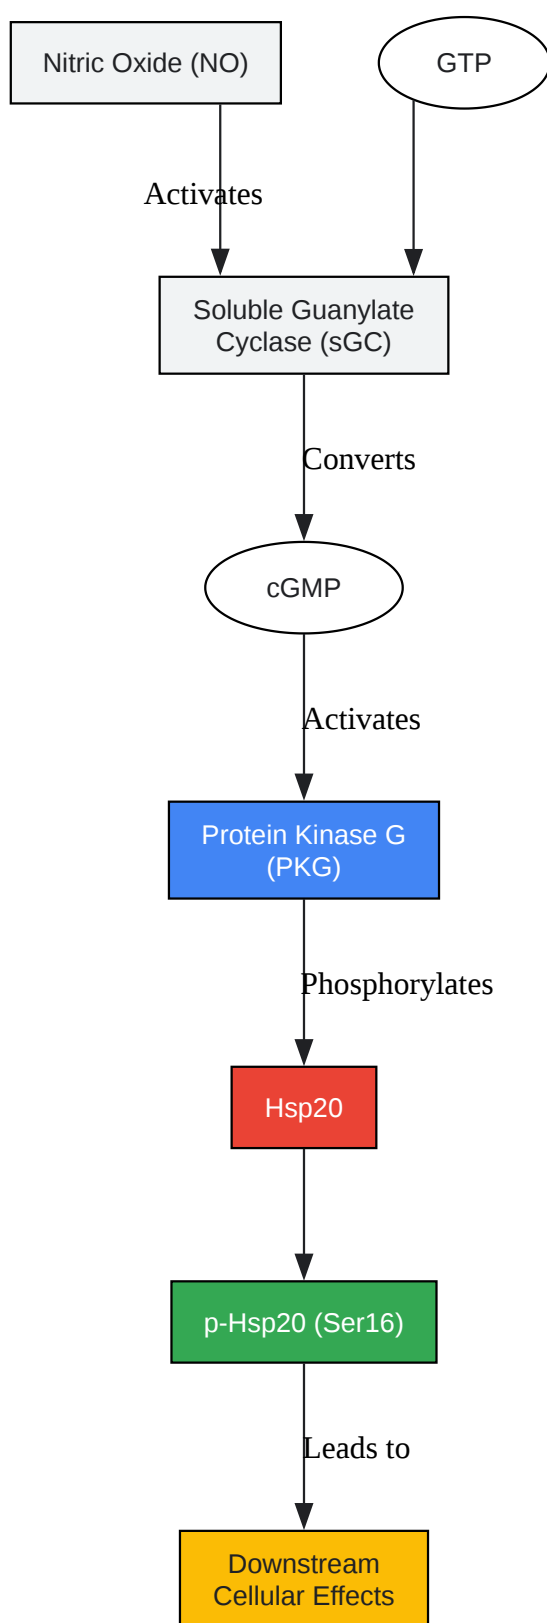 Nitric Oxide (NO)
GTP
Activates
Soluble Guanylate
Cyclase (sGC)
Converts
cGMP
Activates
Protein Kinase G
(PKG)
Phosphorylates
Hsp20
p-Hsp20 (Ser16)
Leads to
Downstream
Cellular Effects